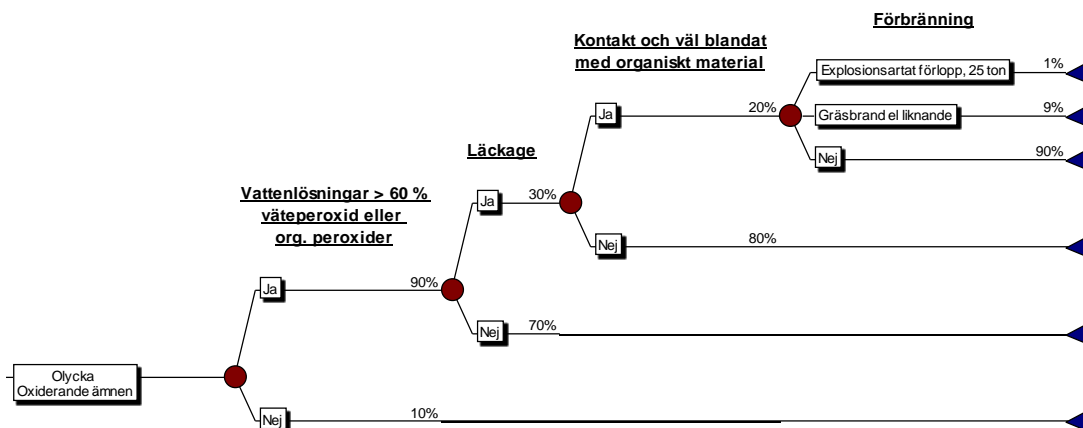 Förbränning
Kontakt och väl blandat
med organiskt material
Explosionsartat förlopp, 25 ton
1%
Ja
20%
Gräsbrand el liknande
9%
Läckage
Nej
90%
Vattenlösningar > 60 %
väteperoxid eller
org. peroxider
Ja
30%
Nej
80%
Ja
90%
Nej
70%
Olycka
Oxiderande ämnen
Nej
10%